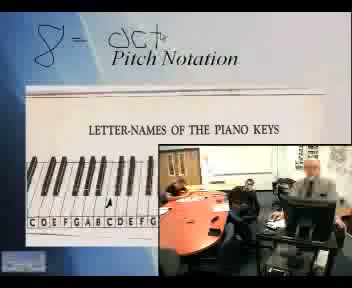 8 = oct
Pitch Notation
LETTER-NAMES OF THE PIANO KEYS
C D E F G A B C D E F G